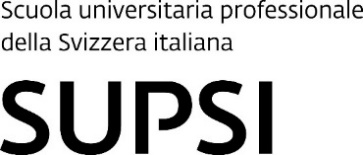 Scuola universitaria professionale
della Svizzera italiana
SUPSI